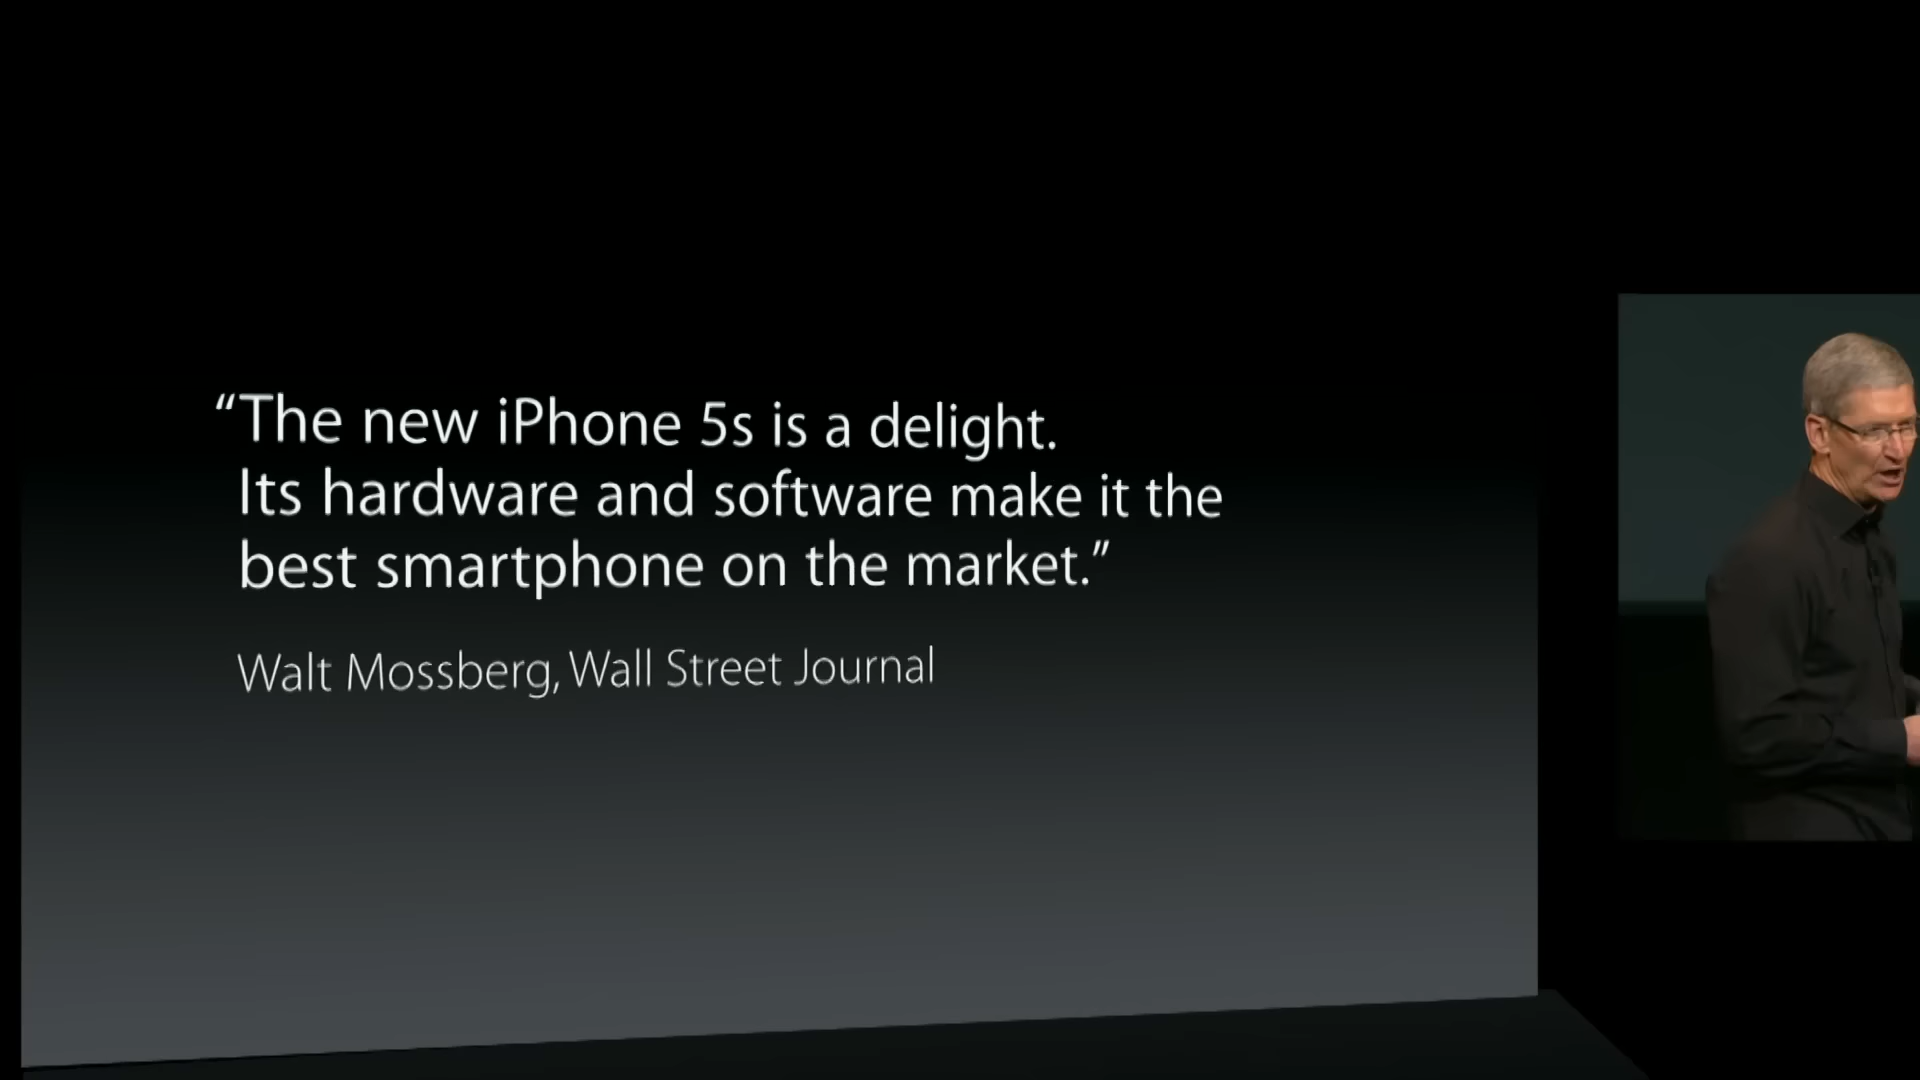 “The new iPhone 5s is a delight.
Its hardware and software make it the
best smartphone on the market.”
Walt Mossberg, Wall Street Journal